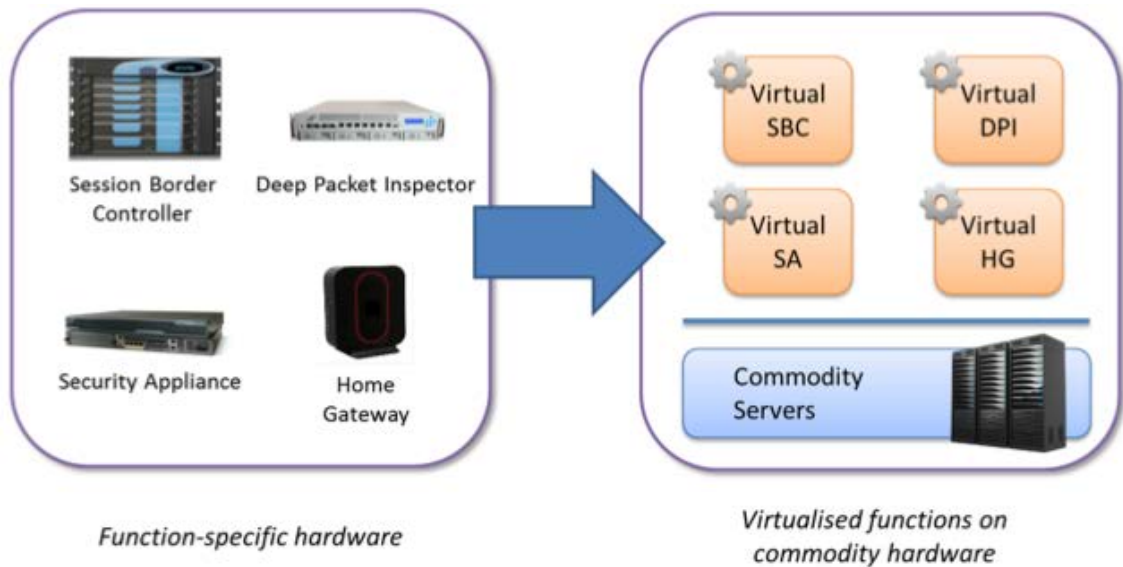 Session Border
Controller
Deep Packet Inspector
Security Appliance
Home
Gateway
Function-specific hardware
Virtual
SBC
Virtual
DPI
Virtual
SA
Virtual
HG
Commodity
Servers
Virtualised functions on
commodity hardware